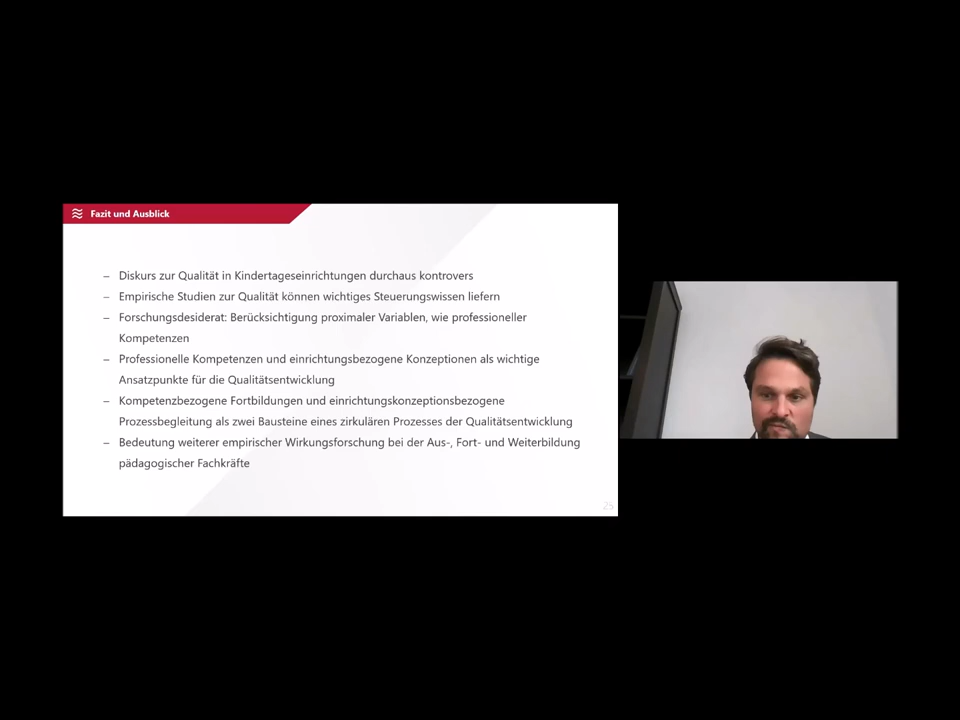 Fazit und Ausblick
– Diskurs zur Qualität in Kindertageseinrichtungen durchaus kontrovers
– Empirische Studien zur Qualität können wichtiges Steuerungswissen liefern
– Forschungsdesiderat: Berücksichtigung proximaler Variablen, wie professioneller
Kompetenzen
– Professionelle Kompetenzen und einrichtungsbezogene Konzeptionen als wichtige
Ansatzpunkte für die Qualitätsentwicklung
– Kompetenzbezogene Fortbildungen und einrichtungskonzeptionsbezogene
Prozessbegleitung als zwei Bausteine eines zirkulären Prozesses der Qualitätsentwicklung
– Bedeutung weiterer empirischer Wirkungsforschung bei der Aus-, Fort- und Weiterbildung
pädagogischer Fachkräfte
25